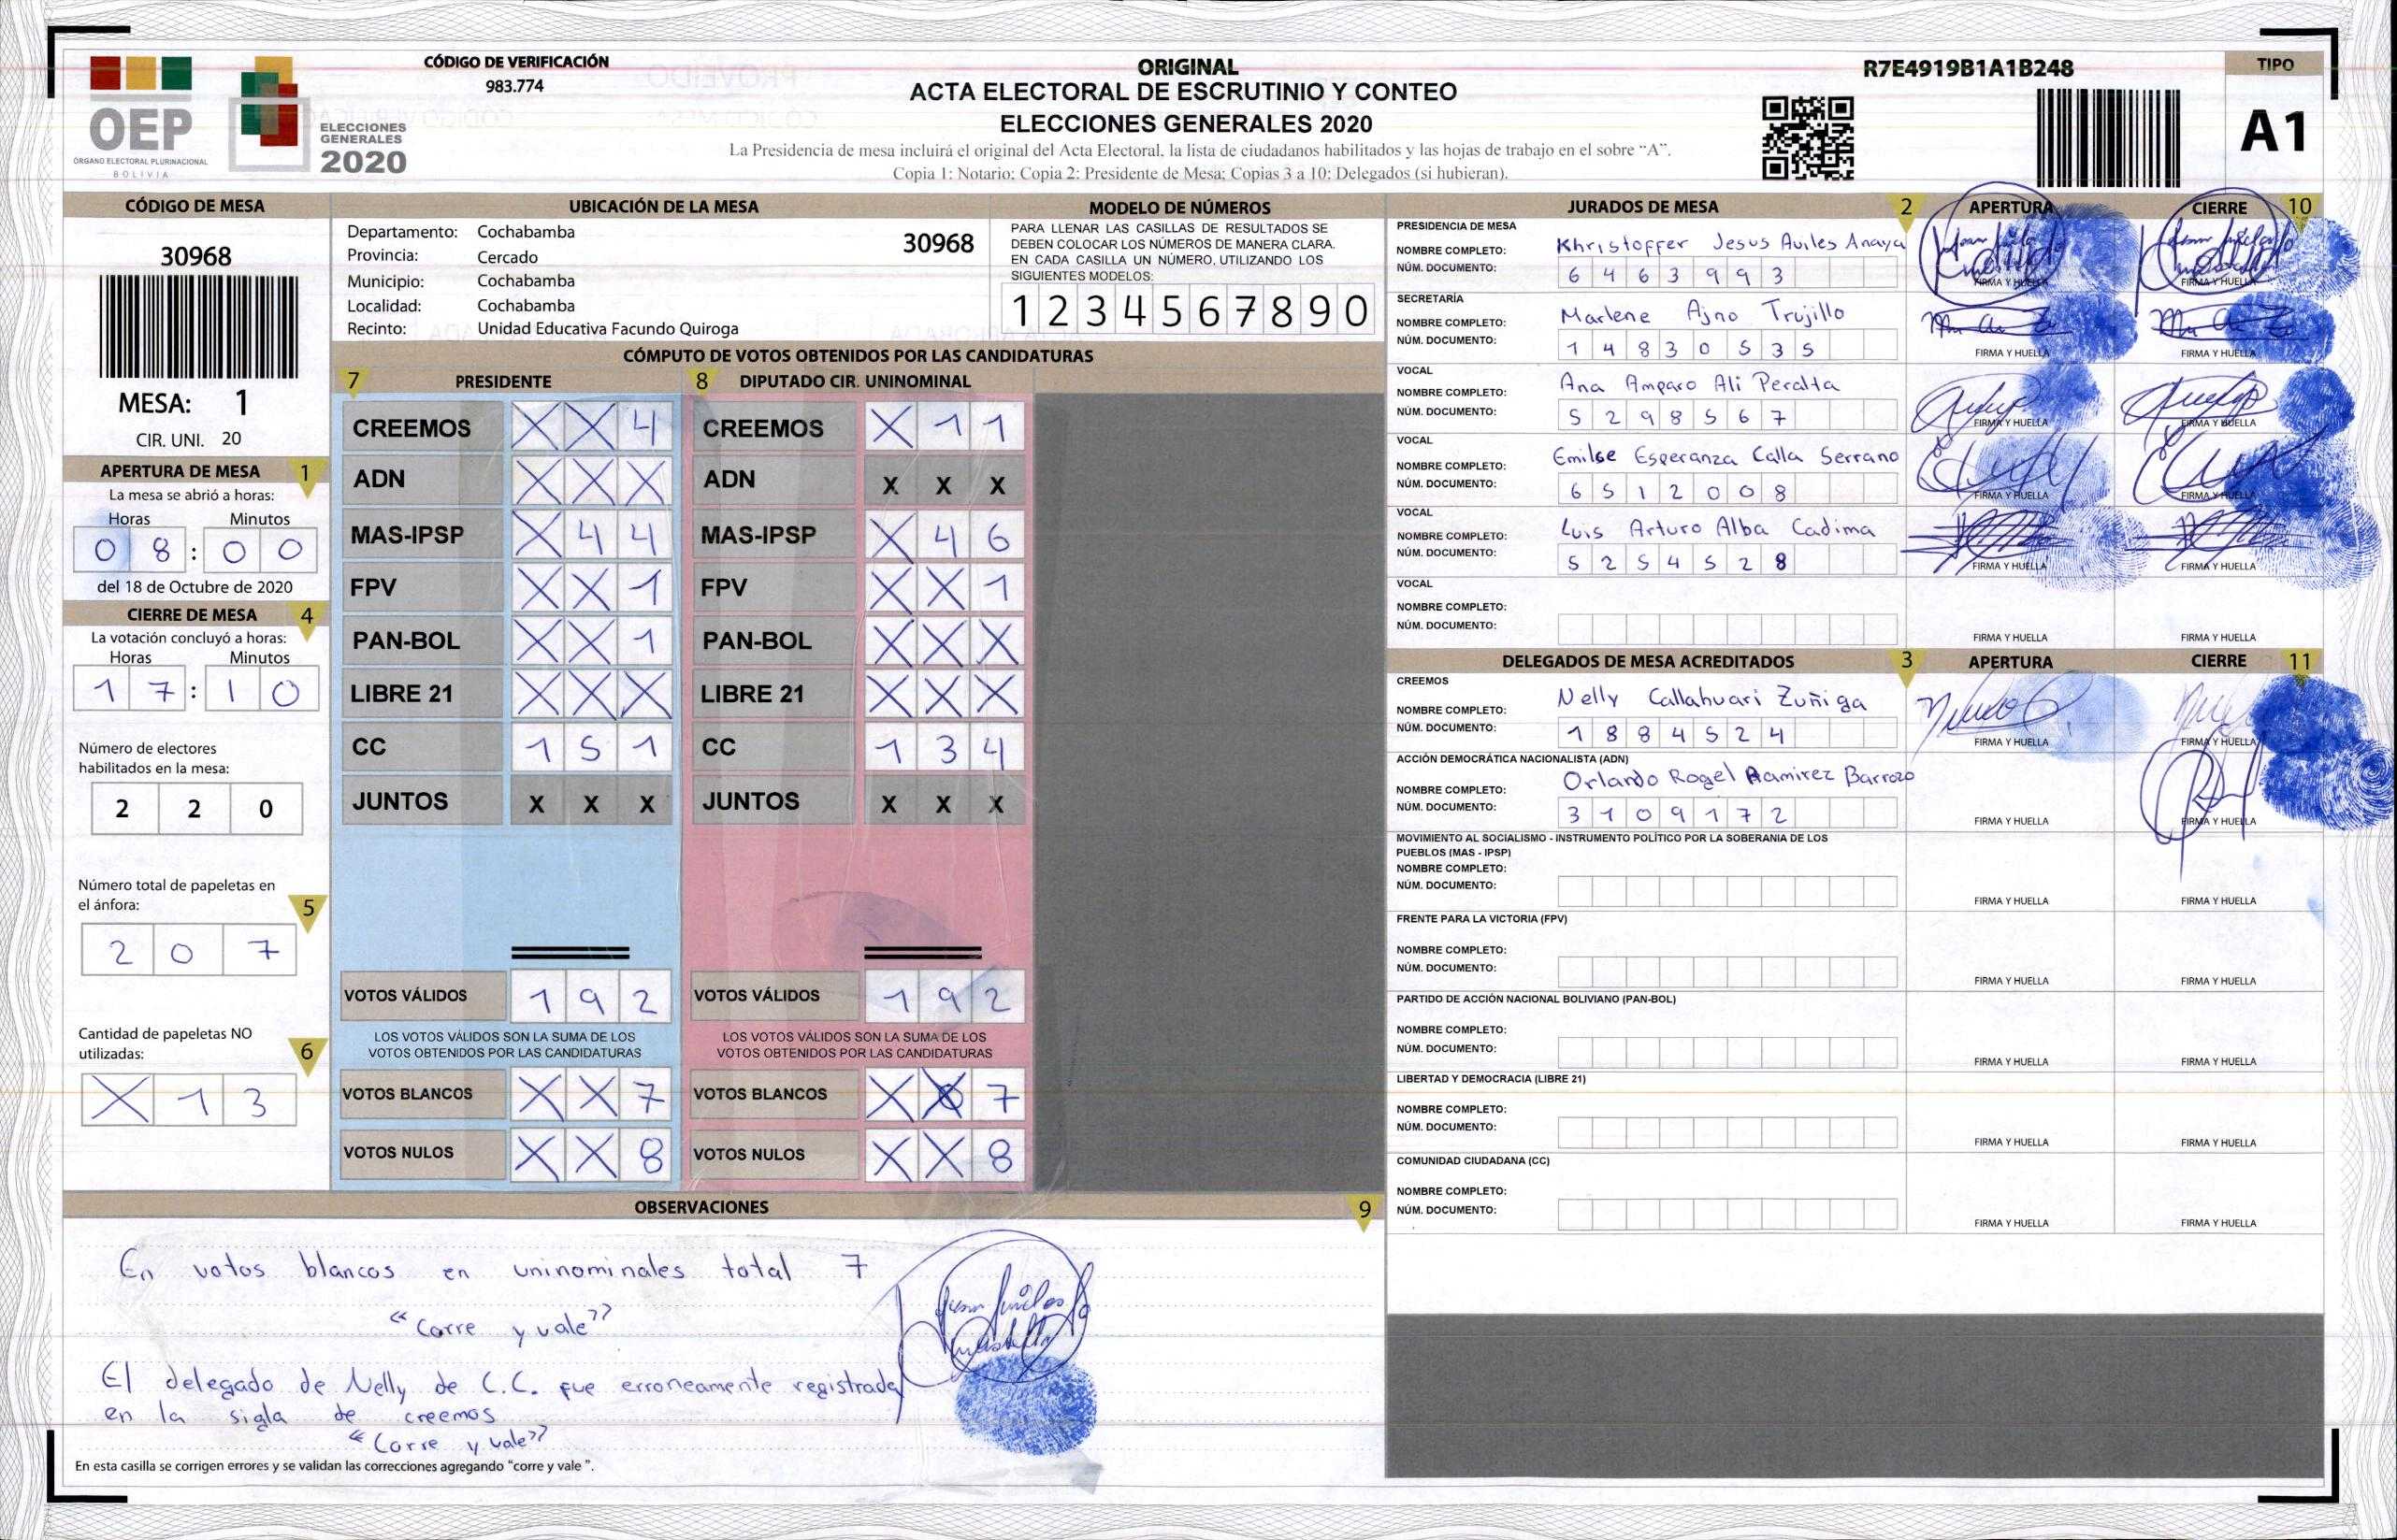 CÓDIGO DE VERIFICACIÓN
983.774
OEP
ÓRGANO ELECTORAL PLURINACIONAL
BOLIVIA
ELECCIONES
GENERALES
2020
ORIGINAL
ACTA ELECTORAL DE ESCRUTINIO Y CONTEO
ELECCIONES GENERALES 2020
La Presidencia de mesa incluirá el original del Acta Electoral, la lista de ciudadanos habilitados y las hojas de trabajo en el sobre “A”.
Copia 1: Notario; Copia 2: Presidente de Mesa; Copias 3 a 10: Delegados (si hubieran).
R7E4919B1A1B248
TIPO
A1
CÓDIGO DE MESA
30968
MESA: 1
CIR. UNI. 20
UBICACIÓN DE LA MESA
Departamento: Cochabamba
30968
Provincia: Cercado
Municipio: Cochabamba
Localidad: Cochabamba
Recinto: Unidad Educativa Facundo Quiroga
MODELO DE NÚMEROS
PARA LLENAR LAS CASILLAS DE RESULTADOS SE
DEBEN COLOCAR LOS NÚMEROS DE MANERA CLARA.
EN CADA CASILLA UN NÚMERO, UTILIZANDO LOS
SIGUIENTES MODELOS:
1 2 3 4 5 6 7 8 9 0
APERTURA DE MESA 1
La mesa se abrió a horas:
Horas Minutos
0 8 : 0 0
del 18 de Octubre de 2020
CIERRE DE MESA 4
La votación concluyó a horas:
Horas Minutos
1 7 : 1 0
Número de electores
habilitados en la mesa:
2 2 0
Número total de papeletas en
el ánfora: 5
2 0 7
Cantidad de papeletas NO
utilizadas: 6
X 1 3
CÓMPUTO DE VOTOS OBTENIDOS POR LAS CANDIDATURAS
7 PRESIDENTE
CREEMOS X X 4
ADN X X X
MAS-IPSP X 4 4
FPV X X 1
PAN-BOL X X 1
LIBRE 21 X X X
CC 1 5 1
JUNTOS X X X
VOTOS VÁLIDOS 1 9 2
LOS VOTOS VÁLIDOS SON LA SUMA DE LOS
VOTOS OBTENIDOS POR LAS CANDIDATURAS
VOTOS BLANCOS X X 7
VOTOS NULOS X X 8
8 DIPUTADO CIR. UNINOMINAL
CREEMOS X 1 1
ADN X X X
MAS-IPSP X 4 6
FPV X X 1
PAN-BOL X X X
LIBRE 21 X X X
CC 1 3 4
JUNTOS X X X
VOTOS VÁLIDOS 1 9 2
LOS VOTOS VÁLIDOS SON LA SUMA DE LOS
VOTOS OBTENIDOS POR LAS CANDIDATURAS
VOTOS BLANCOS X X 7
VOTOS NULOS X X 8
OBSERVACIONES 9
En votos blancos en uninominales total 7
“Corre y vale”
El delegado de Nelly de C.C. fue erroneamente registrada
en la sigla de creemos
“Corre y vale”
En esta casilla se corrigen errores y se validan las correcciones agregando “corre y vale ”.
JURADOS DE MESA 2 APERTURA CIERRE 10
PRESIDENCIA DE MESA
NOMBRE COMPLETO: Khristopfer Jesus Aviles Anaya
NÚM. DOCUMENTO: 6 4 6 3 9 9 3
FIRMA Y HUELLA FIRMA Y HUELLA
SECRETARÍA
NOMBRE COMPLETO: Marlene Ajno Trujillo
NÚM. DOCUMENTO: 1 4 8 3 0 5 3 5
FIRMA Y HUELLA FIRMA Y HUELLA
VOCAL
NOMBRE COMPLETO: Ana Amparo Ali Peralta
NÚM. DOCUMENTO: 5 2 9 8 5 6 7
FIRMA Y HUELLA FIRMA Y HUELLA
VOCAL
NOMBRE COMPLETO: Emilse Esperanza Calla Serrano
NÚM. DOCUMENTO: 6 5 1 2 0 0 8
FIRMA Y HUELLA FIRMA Y HUELLA
VOCAL
NOMBRE COMPLETO: Luis Arturo Alba Cadima
NÚM. DOCUMENTO: 5 2 5 4 5 2 8
FIRMA Y HUELLA FIRMA Y HUELLA
VOCAL
NOMBRE COMPLETO:
NÚM. DOCUMENTO:
FIRMA Y HUELLA FIRMA Y HUELLA
DELEGADOS DE MESA ACREDITADOS 3 APERTURA CIERRE 11
CREEMOS
NOMBRE COMPLETO: Nelly Callahuari Zuñiga
NÚM. DOCUMENTO: 1 8 8 4 5 2 4
FIRMA Y HUELLA FIRMA Y HUELLA
ACCIÓN DEMOCRÁTICA NACIONALISTA (ADN)
NOMBRE COMPLETO: Orlando Rogel Ramirez Barrozo
NÚM. DOCUMENTO: 3 1 0 9 1 7 2
FIRMA Y HUELLA FIRMA Y HUELLA
MOVIMIENTO AL SOCIALISMO - INSTRUMENTO POLÍTICO POR LA SOBERANIA DE LOS
PUEBLOS (MAS - IPSP)
NOMBRE COMPLETO:
NÚM. DOCUMENTO:
FIRMA Y HUELLA FIRMA Y HUELLA
FRENTE PARA LA VICTORIA (FPV)
NOMBRE COMPLETO:
NÚM. DOCUMENTO:
FIRMA Y HUELLA FIRMA Y HUELLA
PARTIDO DE ACCIÓN NACIONAL BOLIVIANO (PAN-BOL)
NOMBRE COMPLETO:
NÚM. DOCUMENTO:
FIRMA Y HUELLA FIRMA Y HUELLA
LIBERTAD Y DEMOCRACIA (LIBRE 21)
NOMBRE COMPLETO:
NÚM. DOCUMENTO:
FIRMA Y HUELLA FIRMA Y HUELLA
COMUNIDAD CIUDADANA (CC)
NOMBRE COMPLETO:
NÚM. DOCUMENTO:
FIRMA Y HUELLA FIRMA Y HUELLA